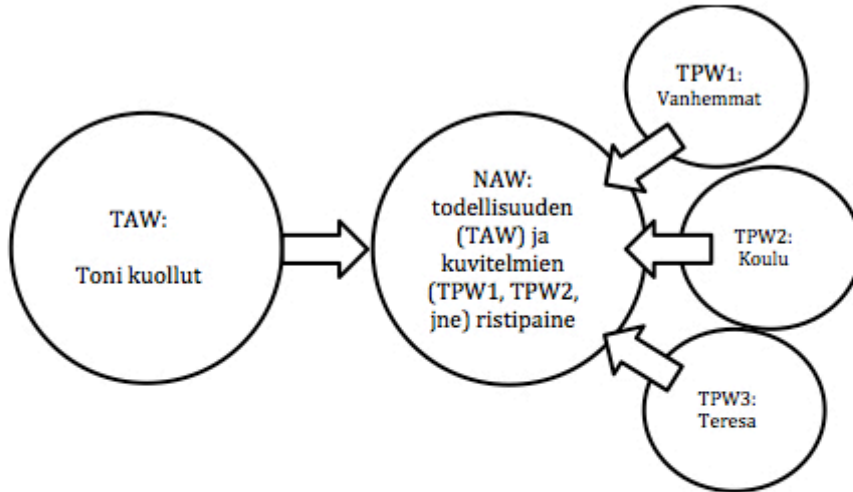 TAW:
Toni kuollut
NAW:
todellisuuden
(TAW) ja
kuvitelmien
(TPW1, TPW2,
jne) ristipaine
TPW1:
Vanhemmat
TPW2:
Koulu
TPW3:
Teresa